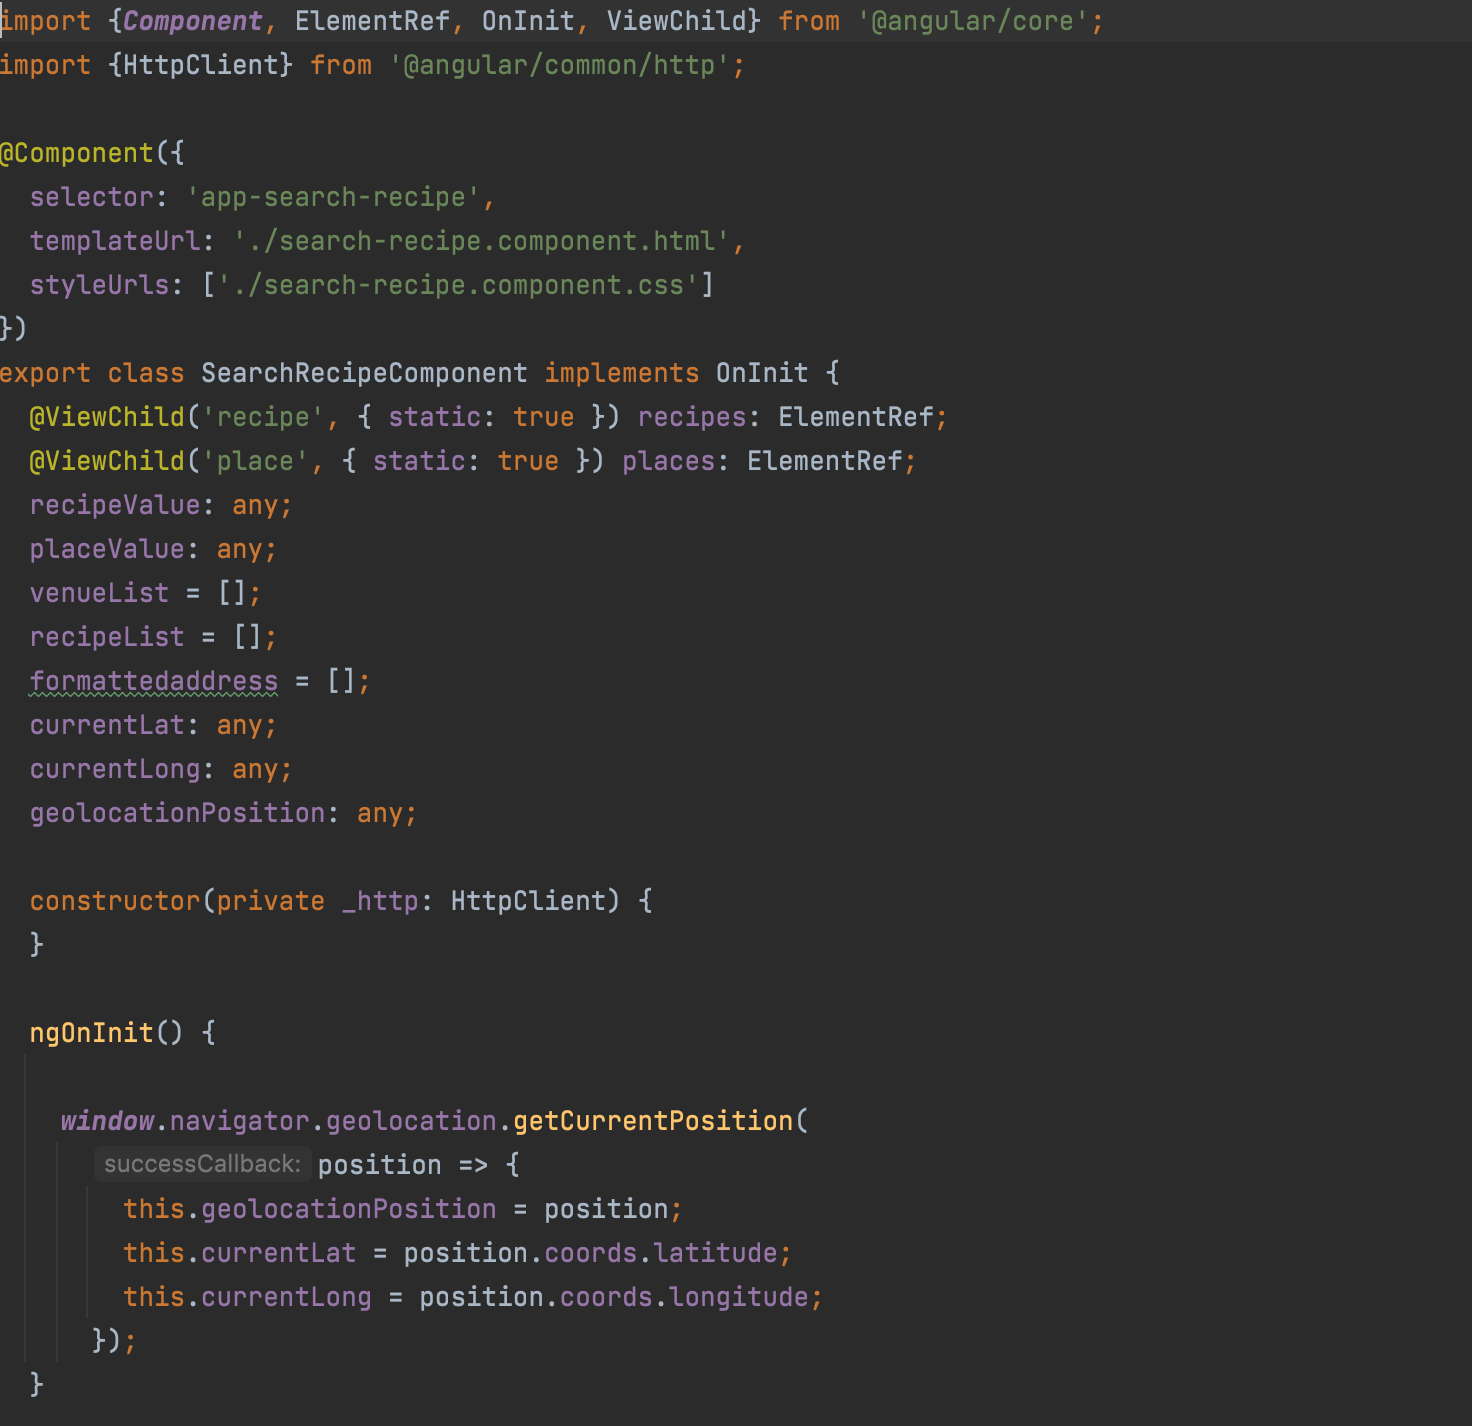 import {Component, ElementRef, OnInit, ViewChild} from '@angular/core';
import {HttpClient} from '@angular/common/http';
@Component({
  selector: 'app-search-recipe',
  templateUrl: './search-recipe.component.html',
  styleUrls: ['./search-recipe.component.css']
})
export class SearchRecipeComponent implements OnInit {
  @ViewChild('recipe', { static: true }) recipes: ElementRef;
  @ViewChild('place', { static: true }) places: ElementRef;
  recipeValue: any;
  placeValue: any;
  venueList = [];
  recipeList = [];
  formattedaddress = [];
  currentLat: any;
  currentLong: any;
  geolocationPosition: any;
  constructor(private _http: HttpClient) {
  }
  ngOnInit() {
    window.navigator.geolocation.getCurrentPosition(
      successCallback: position => {
        this.geolocationPosition = position;
        this.currentLat = position.coords.latitude;
        this.currentLong = position.coords.longitude;
      });
  }